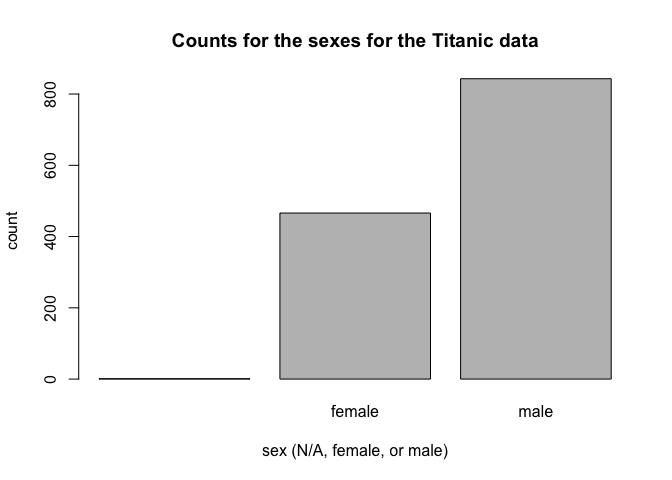 Counts for the sexes for the Titanic data
800
600
400
200
0
count
female male
sex (N/A, female, or male)